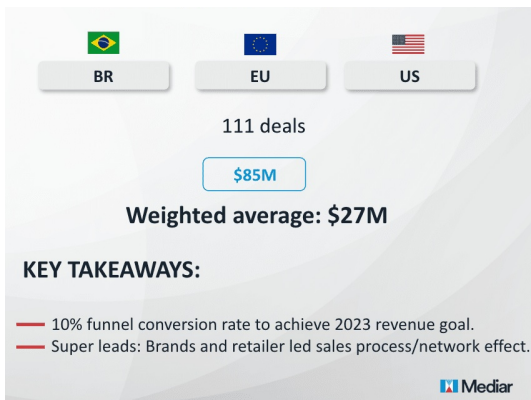 BR
EU
US
111 deals
$85M
Weighted average: $27M
KEY TAKEAWAYS:
10% funnel conversion rate to achieve 2023 revenue goal.
Super leads: Brands and retailer led sales process/network effect.
Mediar